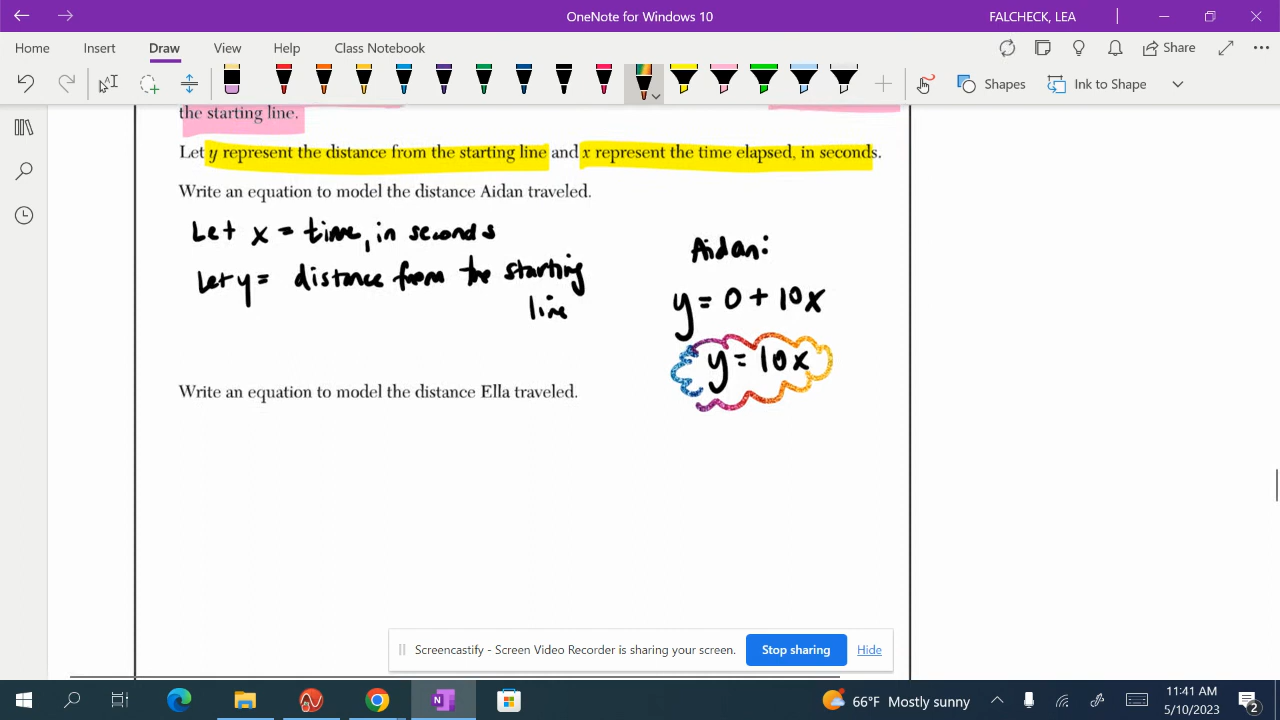 OneNote for Windows 10
FALCHECK, LEA
Home Insert Draw View Help Class Notebook
Share
Shapes
Ink to Shape
the starting line.
Let y represent the distance from the starting line and x represent the time elapsed, in seconds.
Write an equation to model the distance Aidan traveled.
Let x = time, in seconds
Let y = distance from the starting
line
Aidan:
y = 0 + 10x
y = 10x
Write an equation to model the distance Ella traveled.
Screencastify - Screen Video Recorder is sharing your screen.
Stop sharing
Hide
66°F Mostly sunny
11:41 AM
5/10/2023
2